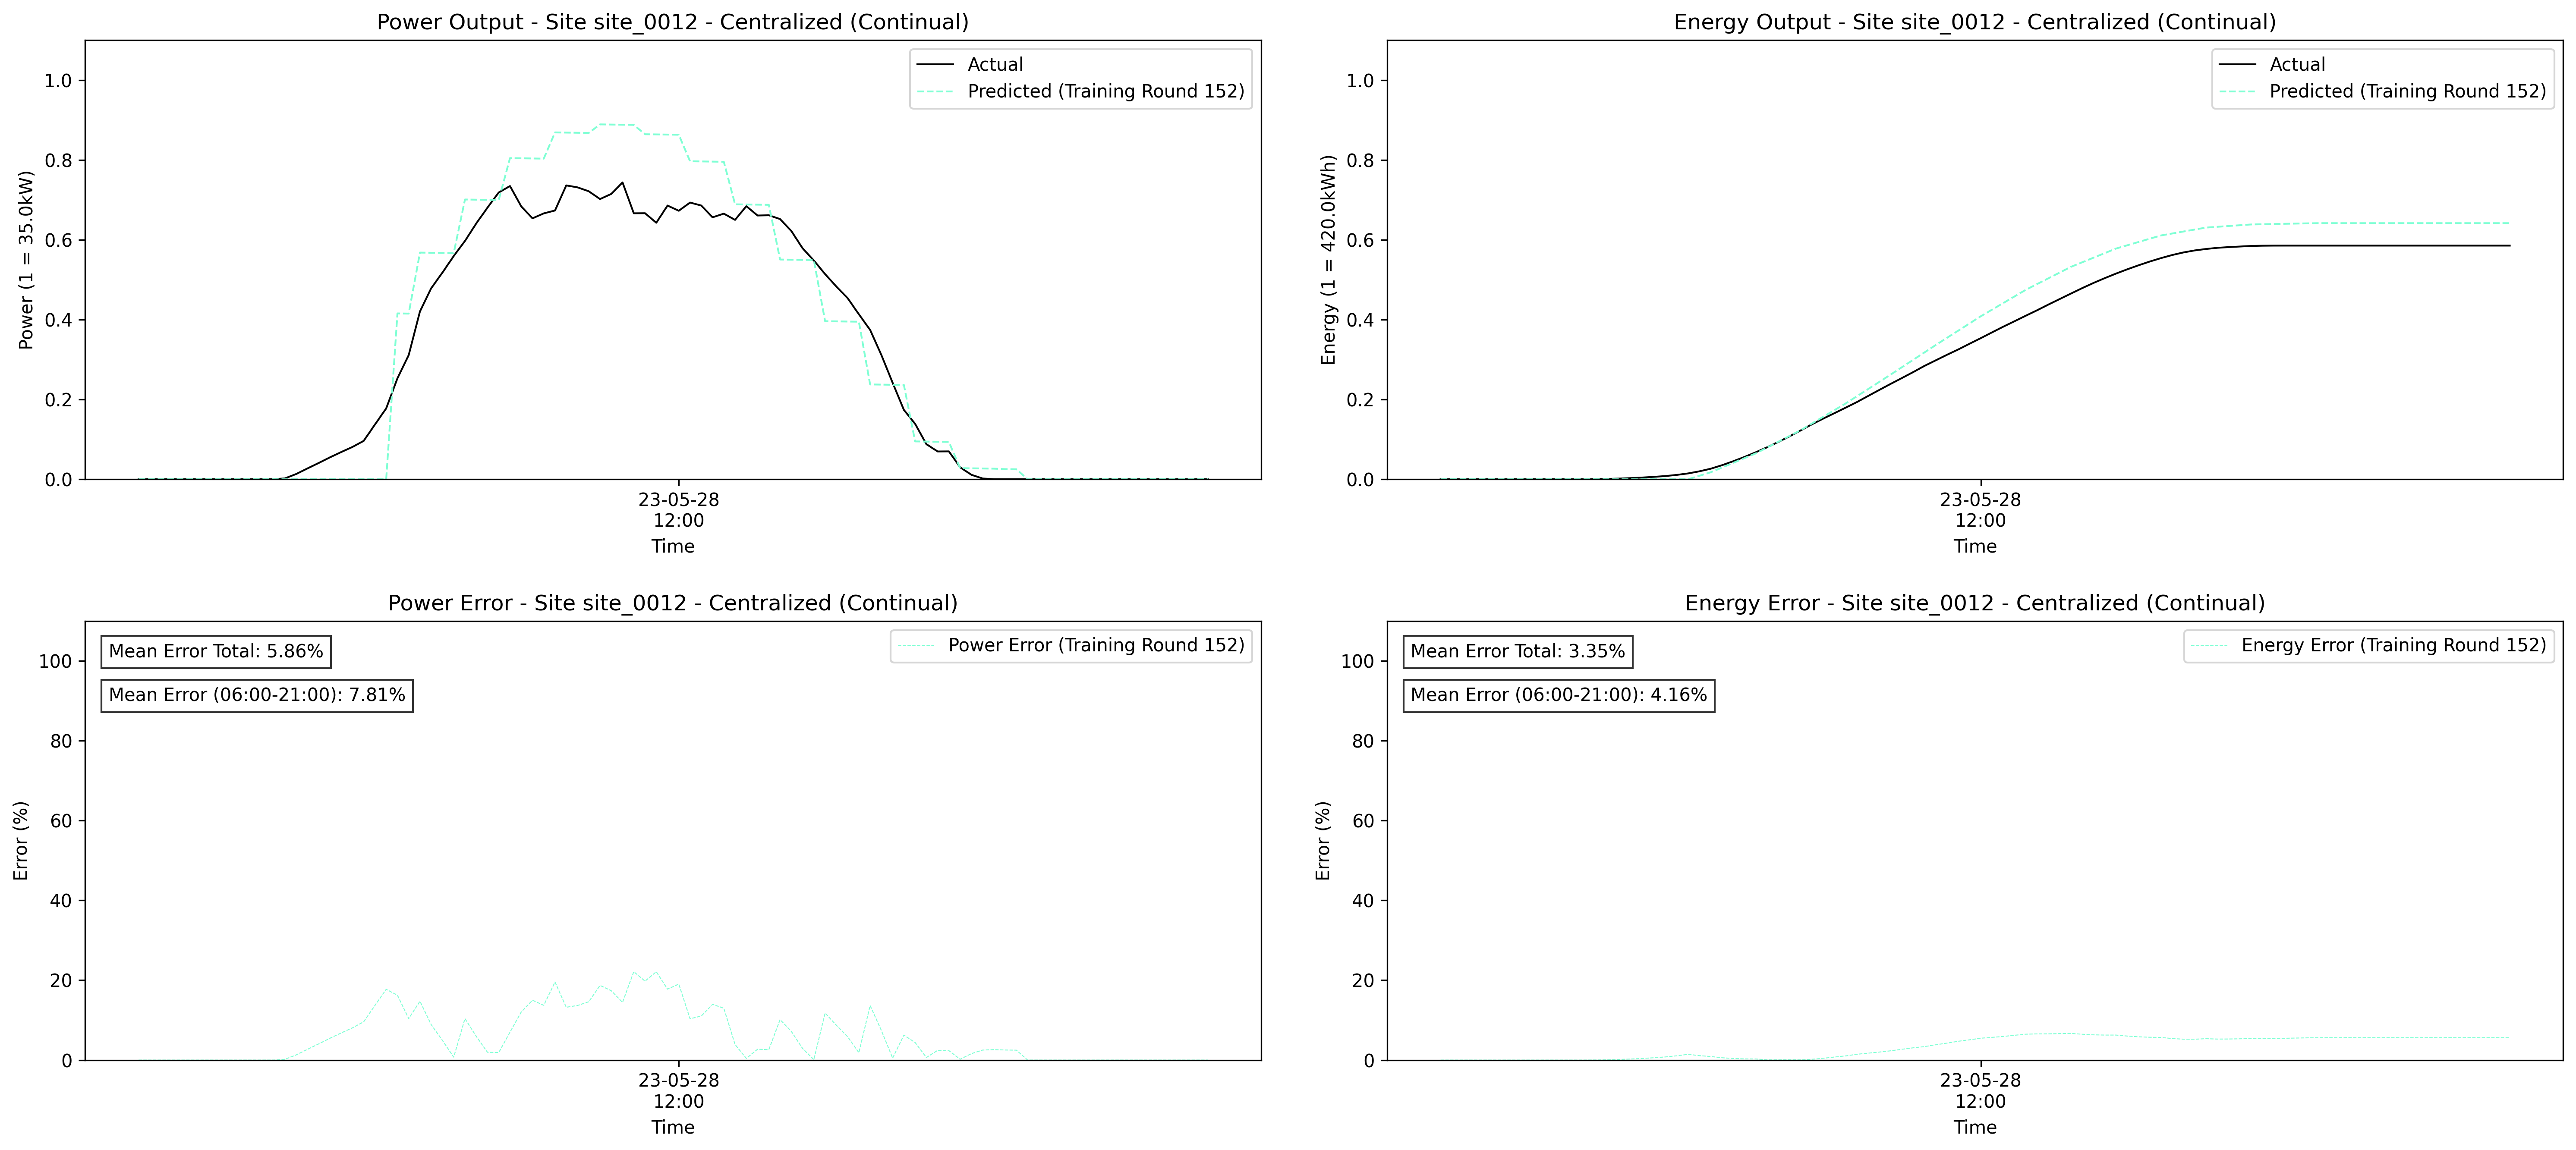 Power Output - Site site_0012 - Centralized (Continual)
Actual
Predicted (Training Round 152)
Power (1 = 35.0kW)
1.0
0.8
0.6
0.4
0.2
0.0
23-05-28
12:00
Time
Energy Output - Site site_0012 - Centralized (Continual)
Actual
Predicted (Training Round 152)
Energy (1 = 420.0kWh)
1.0
0.8
0.6
0.4
0.2
0.0
23-05-28
12:00
Time
Power Error - Site site_0012 - Centralized (Continual)
Mean Error Total: 5.86%
Mean Error (06:00-21:00): 7.81%
Power Error (Training Round 152)
Error (%)
100
80
60
40
20
0
23-05-28
12:00
Time
Energy Error - Site site_0012 - Centralized (Continual)
Mean Error Total: 3.35%
Mean Error (06:00-21:00): 4.16%
Energy Error (Training Round 152)
Error (%)
100
80
60
40
20
0
23-05-28
12:00
Time